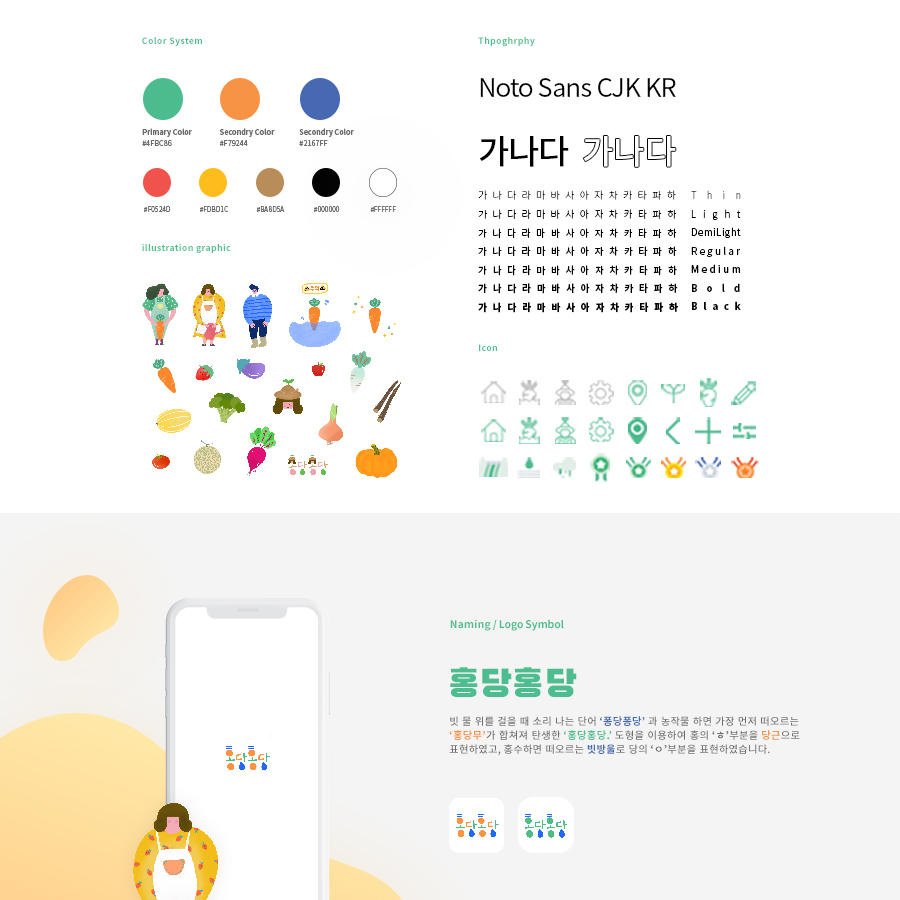 Color System
Primary Color
#4FBC86
Secondry Color
#F79244
Secondry Color
#2167FF
#F0524D
#FDBD1C
#BA8D5A
#000000
#FFFFFF
illustration graphic
Thpoghrphy
Noto Sans CJK KR
가나다 가나다
가 나 다 라 마 바 사 아 자 차 카 타 파 하 Thin
가 나 다 라 마 바 사 아 자 차 카 타 파 하 Light
가 나 다 라 마 바 사 아 자 차 카 타 파 하 DemiLight
가 나 다 라 마 바 사 아 자 차 카 타 파 하 Regular
가 나 다 라 마 바 사 아 자 차 카 타 파 하 Medium
가 나 다 라 마 바 사 아 자 차 카 타 파 하 Bold
가 나 다 라 마 바 사 아 자 차 카 타 파 하 Black
Icon
Naming / Logo Symbol
홍당홍당
빗 물 위를 걸을 때 소리 나는 단어 ‘퐁당퐁당’ 과 농작물 하면 가장 먼저 떠오르는
‘홍당무’가 합쳐져 탄생한 ‘홍당홍당.’ 도형을 이용하여 홍의 ‘ㅎ’부분을 당근으로
표현하였고, 홍수하면 떠오르는 빗방울로 당의 ‘ㅇ’부분을 표현하였습니다.